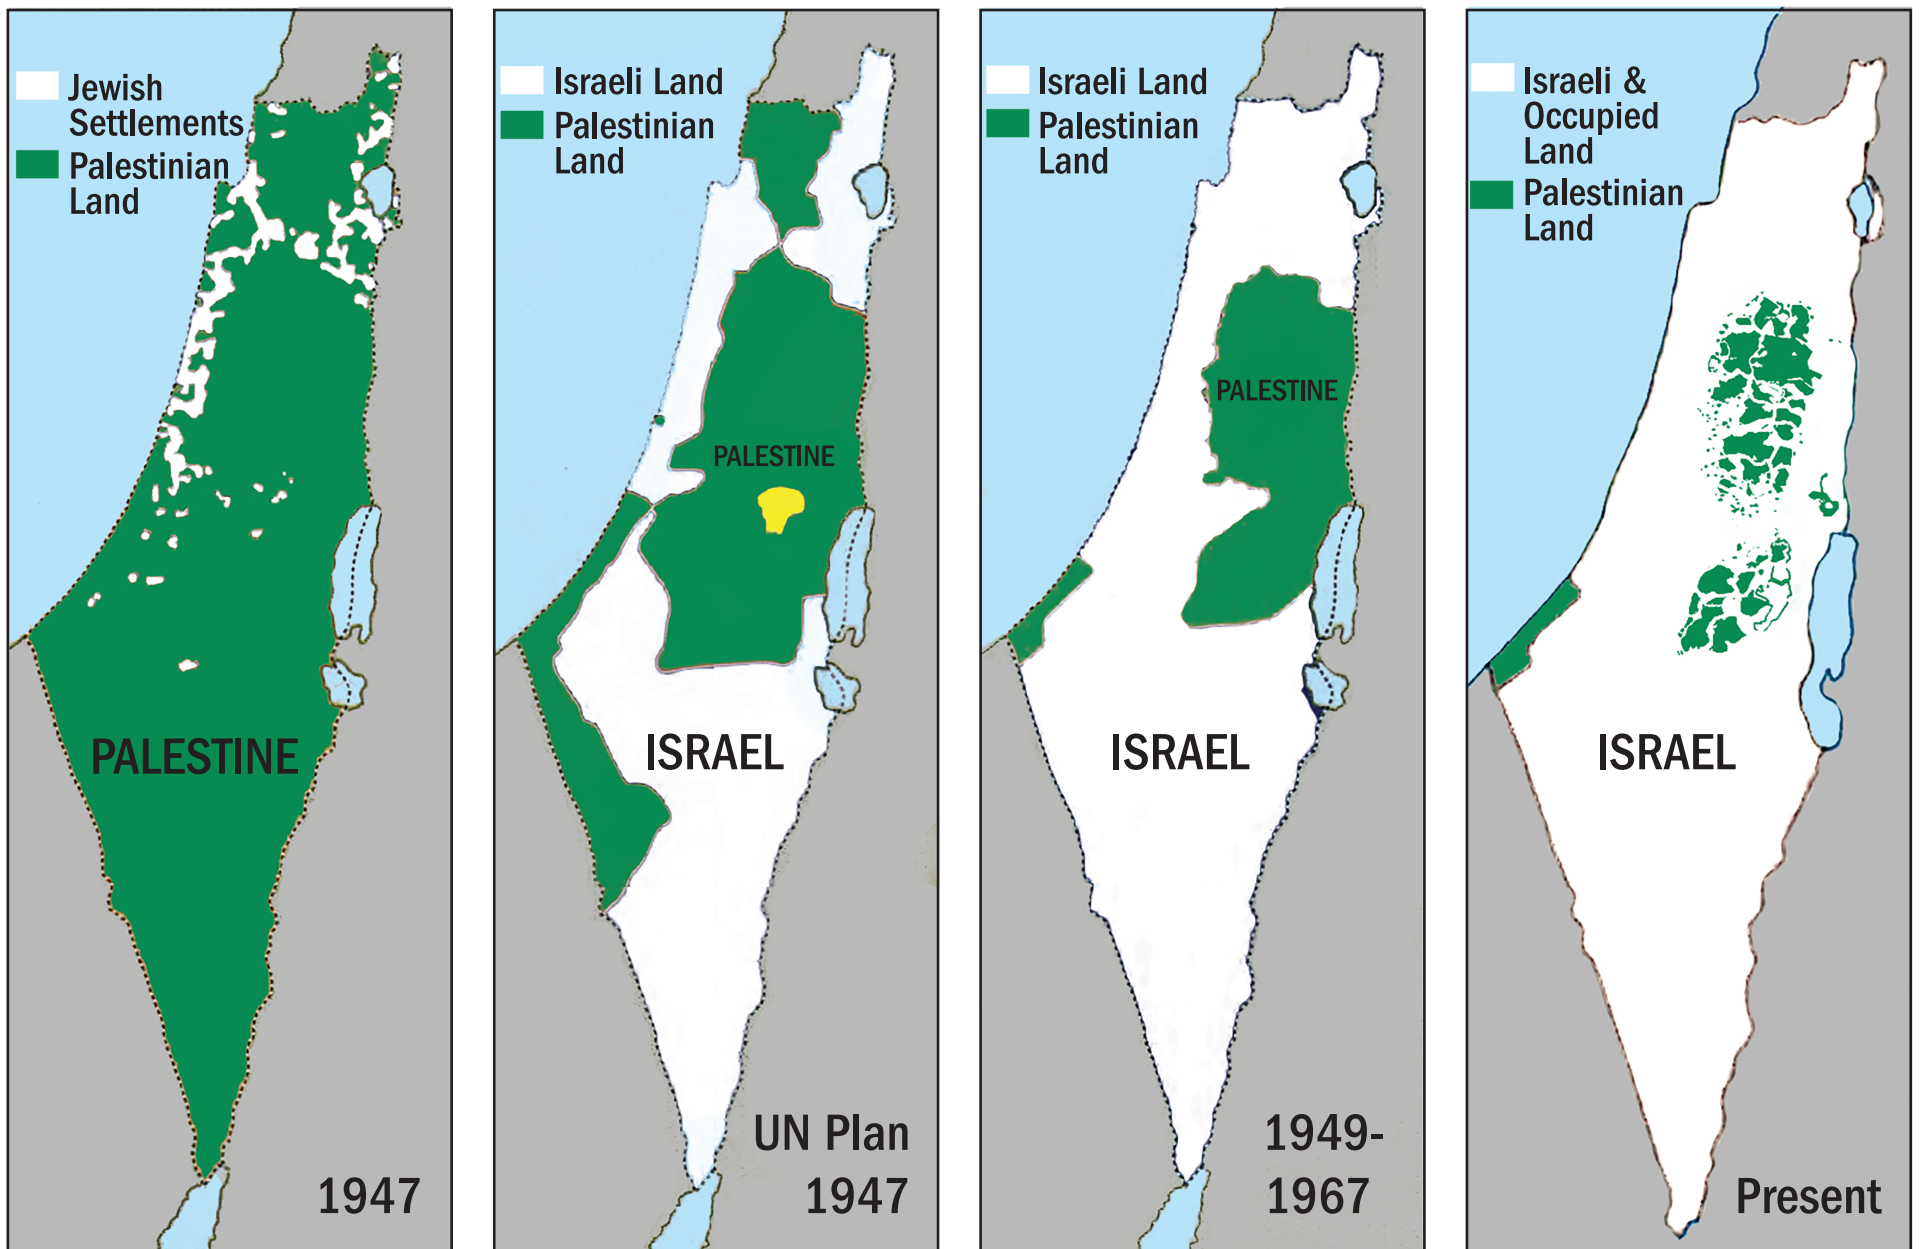 Jewish
Settlements
Palestinian
Land
PALESTINE
1947
Israeli Land
Palestinian
Land
PALESTINE
ISRAEL
UN Plan
1947
Israeli Land
Palestinian
Land
PALESTINE
ISRAEL
1949-
1967
Israeli &
Occupied
Land
Palestinian
Land
ISRAEL
Present